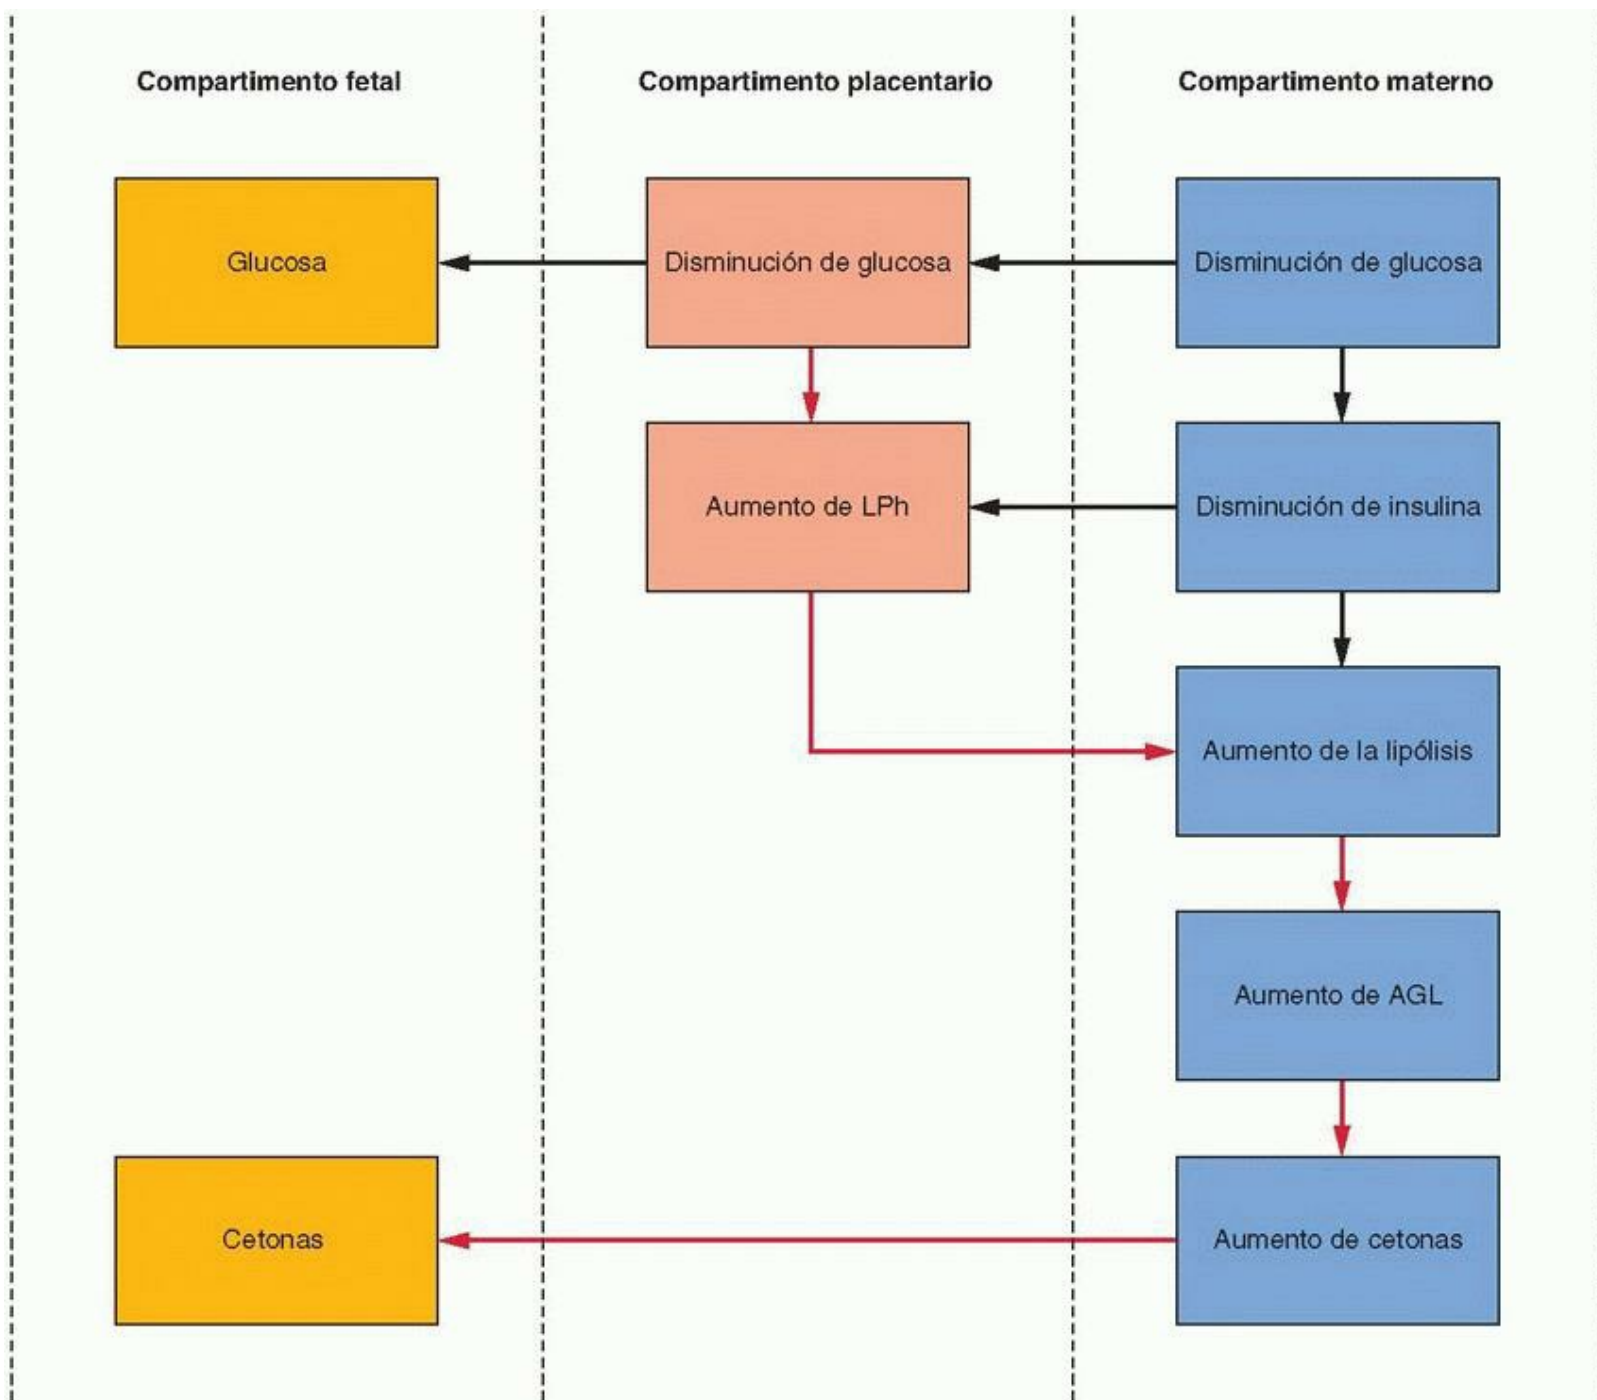 Compartimento fetal
Compartimento placentario
Compartimento materno
Glucosa
Disminución de glucosa
Disminución de glucosa
Aumento de LPh
Disminución de insulina
Aumento de la lipólisis
Aumento de AGL
Cetonas
Aumento de cetonas